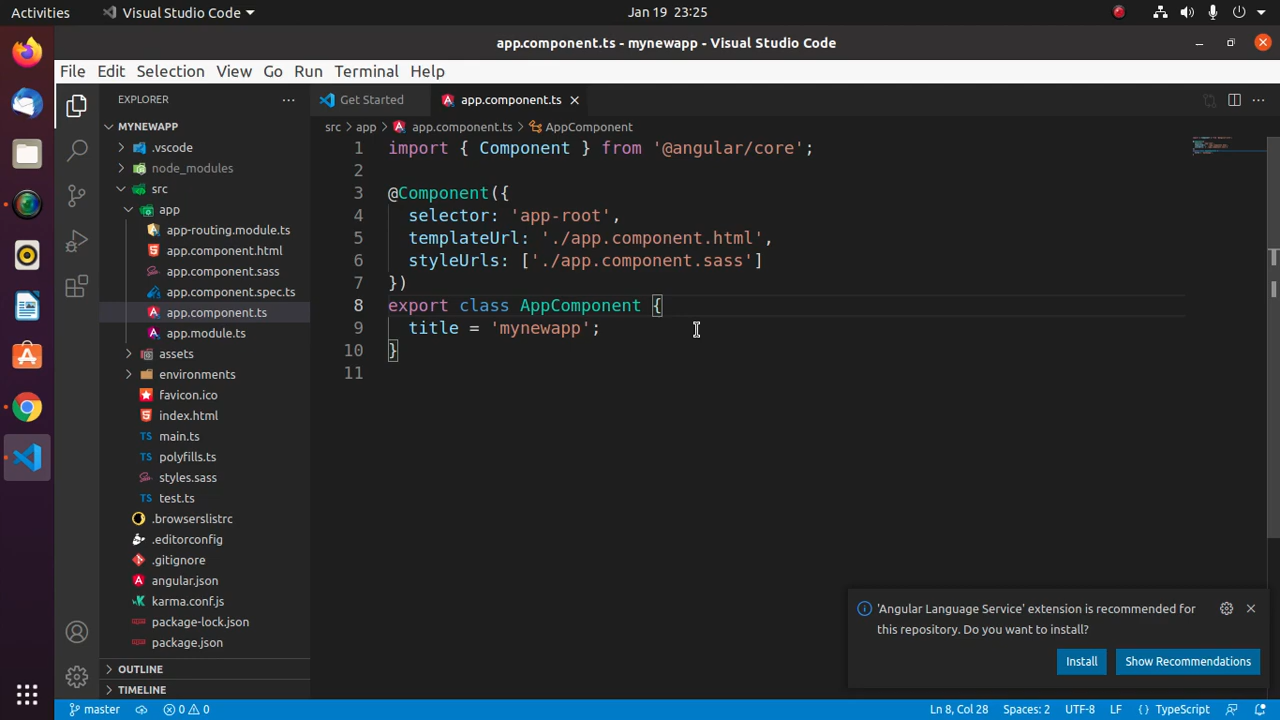 Activities
Visual Studio Code
Jan 19 23:25
app.component.ts - mynewapp - Visual Studio Code
File Edit Selection View Go Run Terminal Help
EXPLORER
MYNEWAPP
.vscode
node_modules
src
app
app-routing.module.ts
app.component.html
app.component.sass
app.component.spec.ts
app.component.ts
app.module.ts
assets
environments
favicon.ico
index.html
TS main.ts
TS polyfills.ts
styles.sass
TS test.ts
.browserslistrc
.editorconfig
.gitignore
angular.json
karma.conf.js
package-lock.json
package.json
OUTLINE
TIMELINE
Get Started
app.component.ts
src > app > app.component.ts > AppComponent
1 import { Component } from '@angular/core';
2
3 @Component({
4 selector: 'app-root',
5 templateUrl: './app.component.html',
6 styleUrls: ['./app.component.sass']
7 })
8 export class AppComponent {
9 title = 'mynewapp';
10 }
11
'Angular Language Service' extension is recommended for
this repository. Do you want to install?
Install
Show Recommendations
master
0 0
Ln 8, Col 28
Spaces: 2
UTF-8
LF
{ } TypeScript